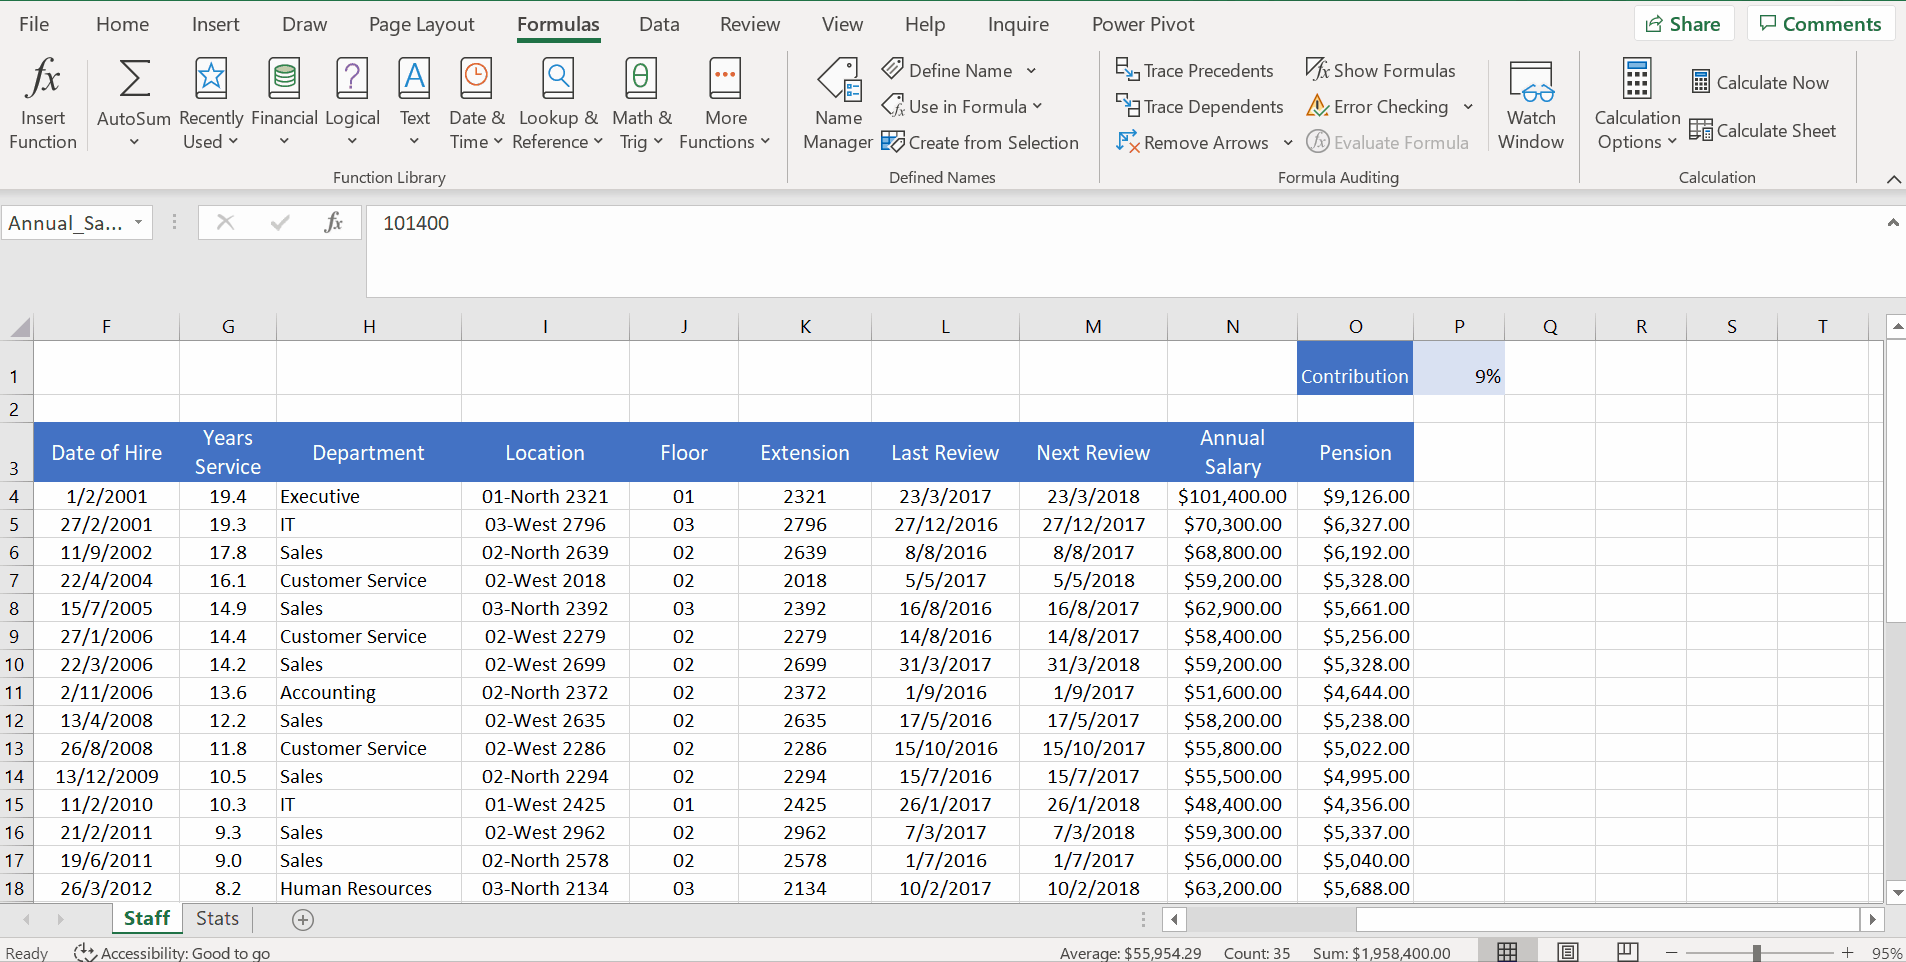 File Home Insert Draw Page Layout Formulas Data Review View Help Inquire Power Pivot Share Comments
fx Insert Function
AutoSum
Recently Used
Financial
Logical
Text
Date & Time
Lookup & Reference
Math & Trig
More Functions
Function Library
Name Manager
Define Name
Use in Formula
Create from Selection
Defined Names
Trace Precedents
Trace Dependents
Remove Arrows
Show Formulas
Error Checking
Evaluate Formula
Formula Auditing
Watch Window
Calculation Options
Calculate Now
Calculate Sheet
Calculation
Annual_Sa... fx 101400
F G H I J K L M N O P Q R S T
1 Contribution 9%
2
3 Date of Hire Years Service Department Location Floor Extension Last Review Next Review Annual Salary Pension
4 1/2/2001 19.4 Executive 01-North 2321 01 2321 23/3/2017 23/3/2018 $101,400.00 $9,126.00
5 27/2/2001 19.3 IT 03-West 2796 03 2796 27/12/2016 27/12/2017 $70,300.00 $6,327.00
6 11/9/2002 17.8 Sales 02-North 2639 02 2639 8/8/2016 8/8/2017 $68,800.00 $6,192.00
7 22/4/2004 16.1 Customer Service 02-West 2018 02 2018 5/5/2017 5/5/2018 $59,200.00 $5,328.00
8 15/7/2005 14.9 Sales 03-North 2392 03 2392 16/8/2016 16/8/2017 $62,900.00 $5,661.00
9 27/1/2006 14.4 Customer Service 02-West 2279 02 2279 14/8/2016 14/8/2017 $58,400.00 $5,256.00
10 22/3/2006 14.2 Sales 02-West 2699 02 2699 31/3/2017 31/3/2018 $59,200.00 $5,328.00
11 2/11/2006 13.6 Accounting 02-North 2372 02 2372 1/9/2016 1/9/2017 $51,600.00 $4,644.00
12 13/4/2008 12.2 Sales 02-West 2635 02 2635 17/5/2016 17/5/2017 $58,200.00 $5,238.00
13 26/8/2008 11.8 Customer Service 02-West 2286 02 2286 15/10/2016 15/10/2017 $55,800.00 $5,022.00
14 13/12/2009 10.5 Sales 02-North 2294 02 2294 15/7/2016 15/7/2017 $55,500.00 $4,995.00
15 11/2/2010 10.3 IT 01-West 2425 01 2425 26/1/2017 26/1/2018 $48,400.00 $4,356.00
16 21/2/2011 9.3 Sales 02-West 2962 02 2962 7/3/2017 7/3/2018 $59,300.00 $5,337.00
17 19/6/2011 9.0 Sales 02-North 2578 02 2578 1/7/2016 1/7/2017 $56,000.00 $5,040.00
18 26/3/2012 8.2 Human Resources 03-North 2134 03 2134 10/2/2017 10/2/2018 $63,200.00 $5,688.00
Staff Stats
Ready Accessibility: Good to go Average: $55,954.29 Count: 35 Sum: $1,958,400.00 95%